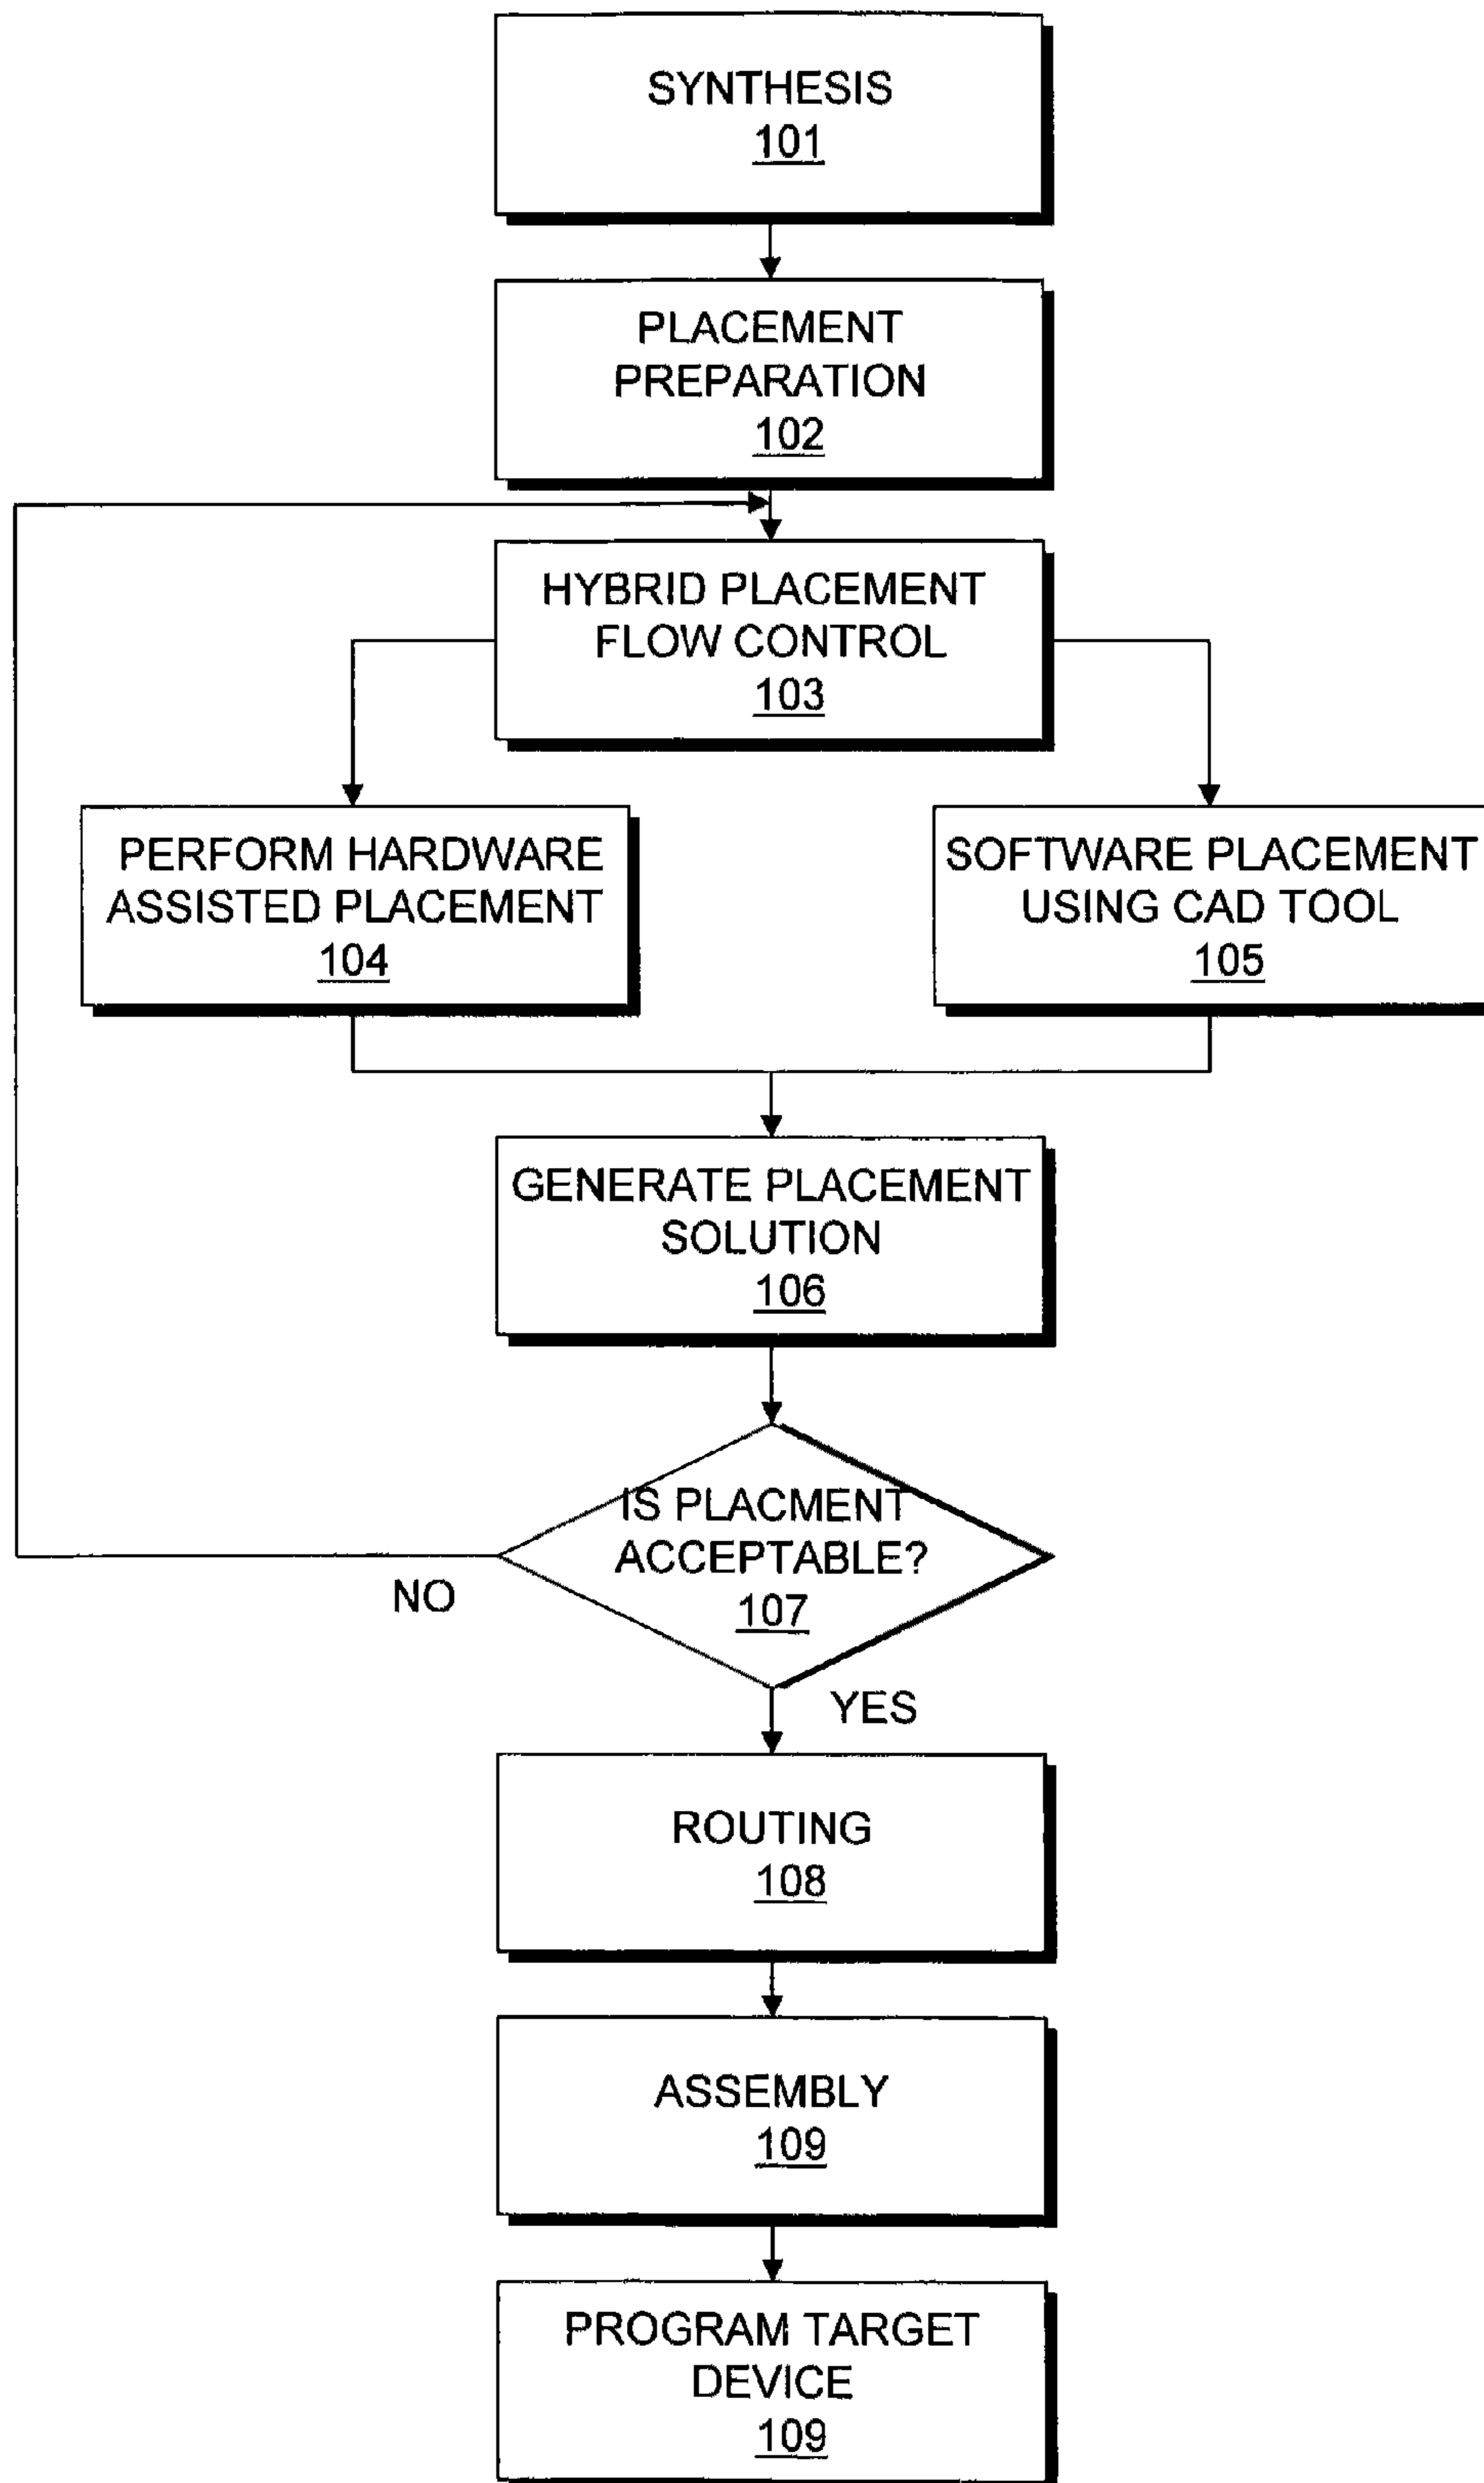 SYNTHESIS
101
PLACEMENT
PREPARATION
102
HYBRID PLACEMENT
FLOW CONTROL
103
PERFORM HARDWARE
ASSISTED PLACEMENT
104
SOFTWARE PLACEMENT
USING CAD TOOL
105
GENERATE PLACEMENT
SOLUTION
106
IS PLACMENT
ACCEPTABLE?
107
NO
YES
ROUTING
108
ASSEMBLY
109
PROGRAM TARGET
DEVICE
109